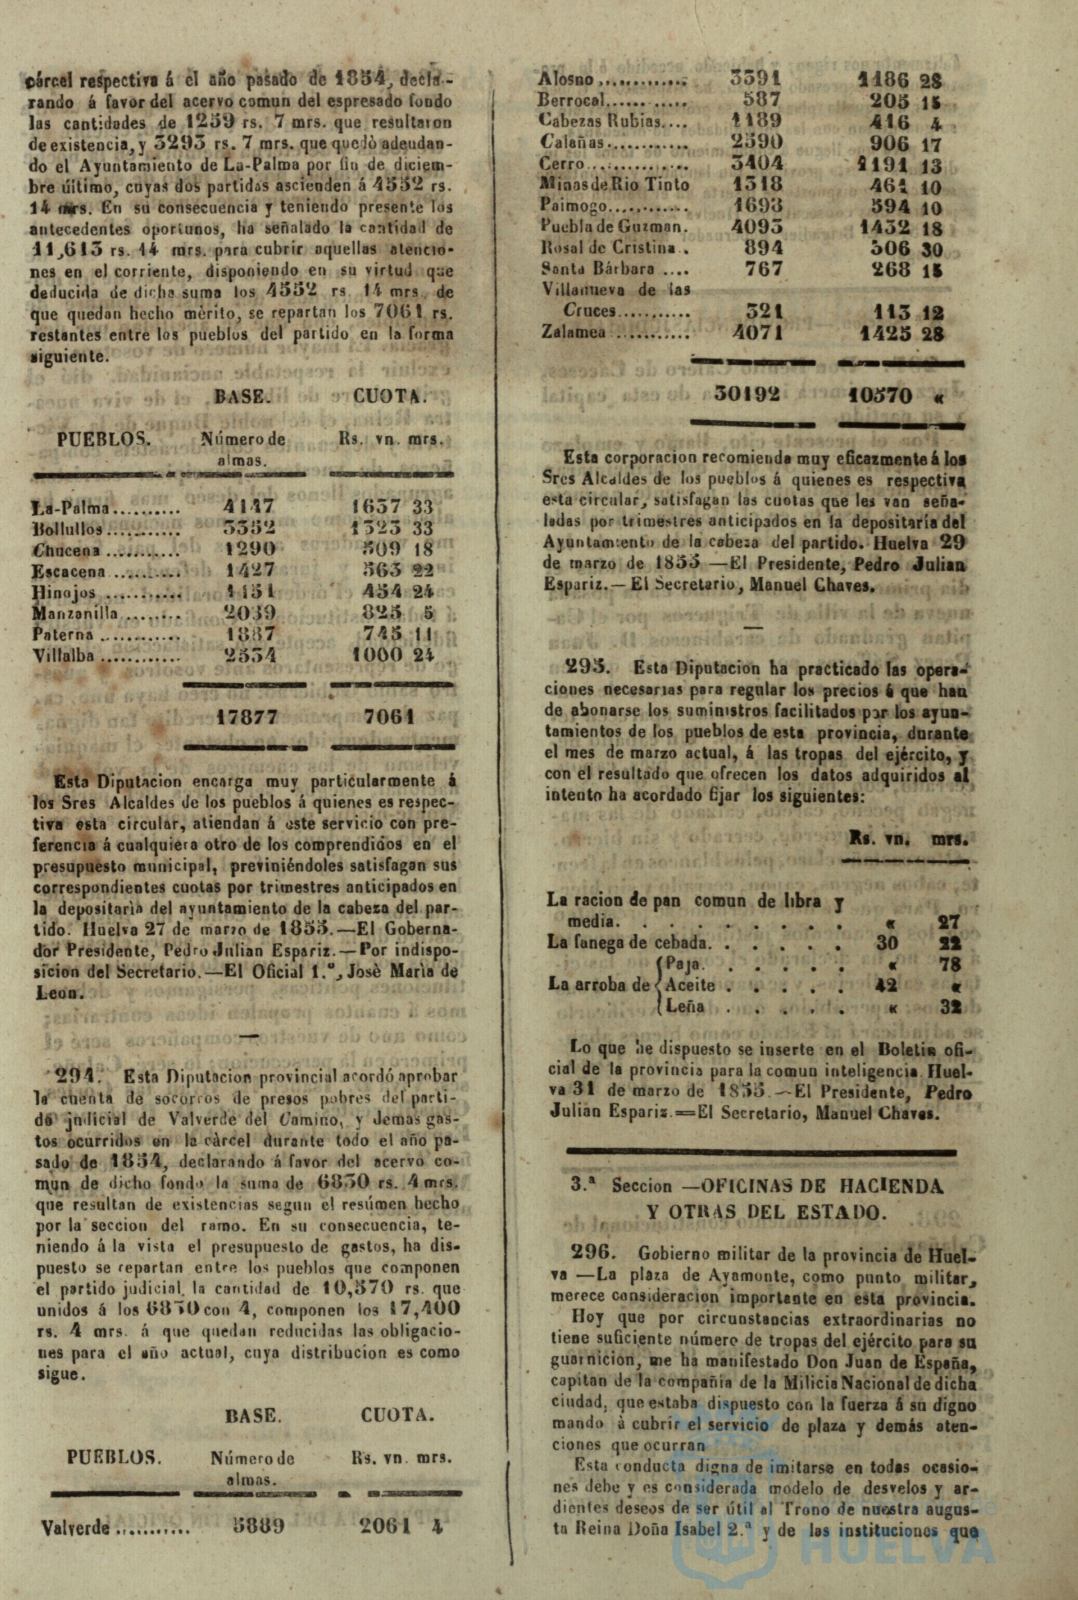 cárcel respectiva á el año pasado de 1854, decla-
rando á favor del acervo comun del espresado fondo
las cantidades de 1259 rs. 7 mrs. que resultaron
de existencia, y 3293 rs. 7 mrs. que quedò adeudan-
do el Ayuntamiento de La-Palma por fin de diciem-
bre último, cuyas dos partidas ascienden á 4552 rs.
14 mrs. En su consecuencia y teniendo presente los
antecedentes oportunos, ha señalado la cantidad de
11,613 rs. 14 mrs. para cubrir aquellas atencio-
nes en el corriente, disponiendo en su virtud que
deducida de dicha suma los 4552 rs. 14 mrs. de
que quedan hecho mérito, se repartan los 7061 rs.
restantes entre los pueblos del partido en la forma
siguiente.
BASE. CUOTA.
PUEBLOS. Número de Rs. vn. mrs.
almas.
La-Palma.......... 4147 1637 33
Bollullos.......... 3352 1323 33
Chucena ........... 1290 509 18
Escacena .......... 1427 563 22
Hinojos ........... 1151 454 24
Manzanilla ........ 2089 825 5
Paterna ........... 1887 745 11
Villalba ............ 2534 1000 24
17877 7061
Esta Diputacion encarga muy particularmente á
los Sres Alcaldes de los pueblos á quienes es respec-
tiva esta circular, atiendan á este servicio con pre-
ferencia á cualquiera otro de los comprendidos en el
presupuesto municipal, previniéndoles satisfagan sus
correspondientes cuotas por trimestres anticipados en
la depositaria del ayuntamiento de la cabeza del par-
tido. Huelva 27 de marzo de 1855.—El Goberna-
dor Presidente, Pedro Julian Espariz.—Por indispo-
sicion del Secretario.—El Oficial 1.º, Josè Marìa de
Leon.
294. Esta Diputacion provincial acordó aprobar
la cuenta de socorros de presos pobres del parti-
do judicial de Valverde del Camino, y demas gas-
tos ocurridos en la càrcel durante todo el año pa-
sado de 1854, declarando á favor del acervo co-
mun de dicho fondo la suma de 6830 rs. 4 mrs.
que resultan de existencias segun el resúmen hecho
por la seccion del ramo. En su consecuencia, te-
niendo á la vista el presupuesto de gastos, ha dis-
puesto se repartan entre los pueblos que componen
el partido judicial la cantidad de 10,570 rs. que
unidos á los 6830 con 4, componen los 17,400
rs. 4 mrs. á que quedan reducidas las obligacio-
nes para el año actual, cuya distribucion es como
sigue.
BASE. CUOTA.
PUEBLOS. Número de Rs. vn. mrs.
almas.
Valverde ........... 5889 2061 4
Alosno ............. 3391 1186 28
Berrocal............ 587 205 15
Cabezas Rubias.... 1189 416 4
Calañas............ 2590 906 17
Cerro.............. 3404 1191 13
Minas de Rio Tinto 1318 461 10
Paimogo............ 1698 594 10
Puebla de Guzman. 4093 1432 18
Rosal de Cristina.. 894 306 30
Santa Bárbara .... 767 268 15
Villanueva de las
Cruces........... 321 113 12
Zalamea ........... 4071 1425 28
30192 10570 «
Esta corporacion recomienda muy eficazmente á los
Sres Alcaldes de los pueblos á quienes es respectiva
esta circular, satisfagan las cuotas que les van seña-
ladas por trimestres anticipados en la depositaría del
Ayuntamiento de la cabeza del partido. Huelva 29
de marzo de 1855 —El Presidente, Pedro Julian
Espariz.—El Secretario, Manuel Chaves.
295. Esta Diputacion ha practicado las opera-
ciones necesarias para regular los precios á que han
de abonarse los suministros facilitados por los ayun-
tamientos de los pueblos de esta provincia, durante
el mes de marzo actual, á las tropas del ejército, y
con el resultado que ofrecen los datos adquiridos al
intento ha acordado fijar los siguientes:
Rs. vn. mrs.
La racion de pan comun de libra y
media. . . . . . . . . . « 27
La fanega de cebada. . . . . . 30 22
Paja. . . . . . « 78
La arroba de Aceite . . . . . 42 «
Leña . . . . . « 32
Lo que he dispuesto se inserte en el Boletin ofi-
cial de la provincia para la comun inteligencia. Huel-
va 31 de marzo de 1855.—El Presidente, Pedro
Julian Espariz.=El Secretario, Manuel Chaves.
3.ª Seccion —OFICINAS DE HACIENDA
Y OTRAS DEL ESTADO.
296. Gobierno militar de la provincia de Huel-
va —La plaza de Ayamonte, como punto militar,
merece consideracion importante en esta provincia.
Hoy que por circunstancias extraordinarias no
tiene suficiente número de tropas del ejército para su
guarnicion, me ha manifestado Don Juan de España,
capitan de la compañia de la Milicia Nacional de dicha
ciudad, que estaba dispuesto con la fuerza á su digno
mando à cubrir el servicio de plaza y demás aten-
ciones que ocurran
Esta conducta digna de imitarse en todas ocasio-
nes debe y es considerada modelo de desvelos y ar-
dientes deseos de ser útil al Trono de nuestra augus-
ta Reina Doña Isabel 2.ª y de las instituciones que
HUELVA